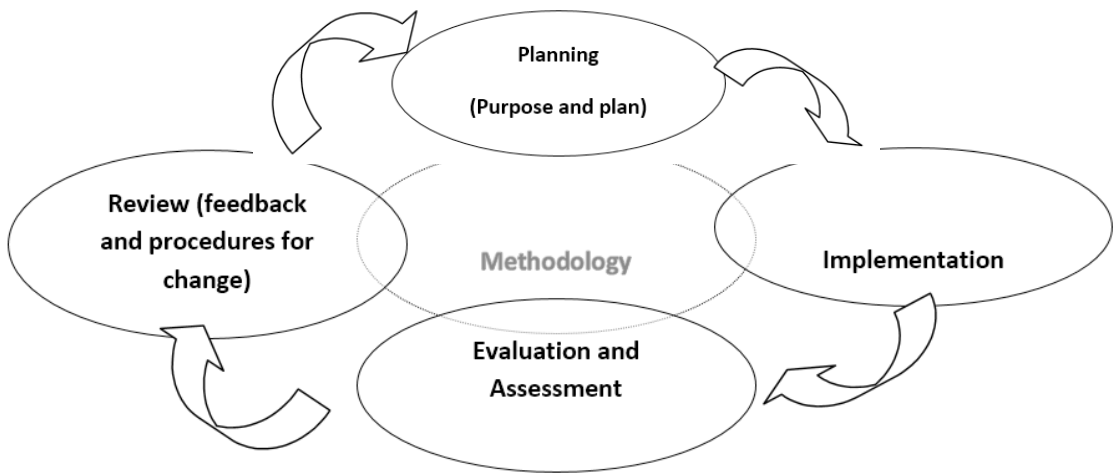 Planning
(Purpose and plan)
Review (feedback
and procedures for
change)
Methodology
Implementation
Evaluation and
Assessment